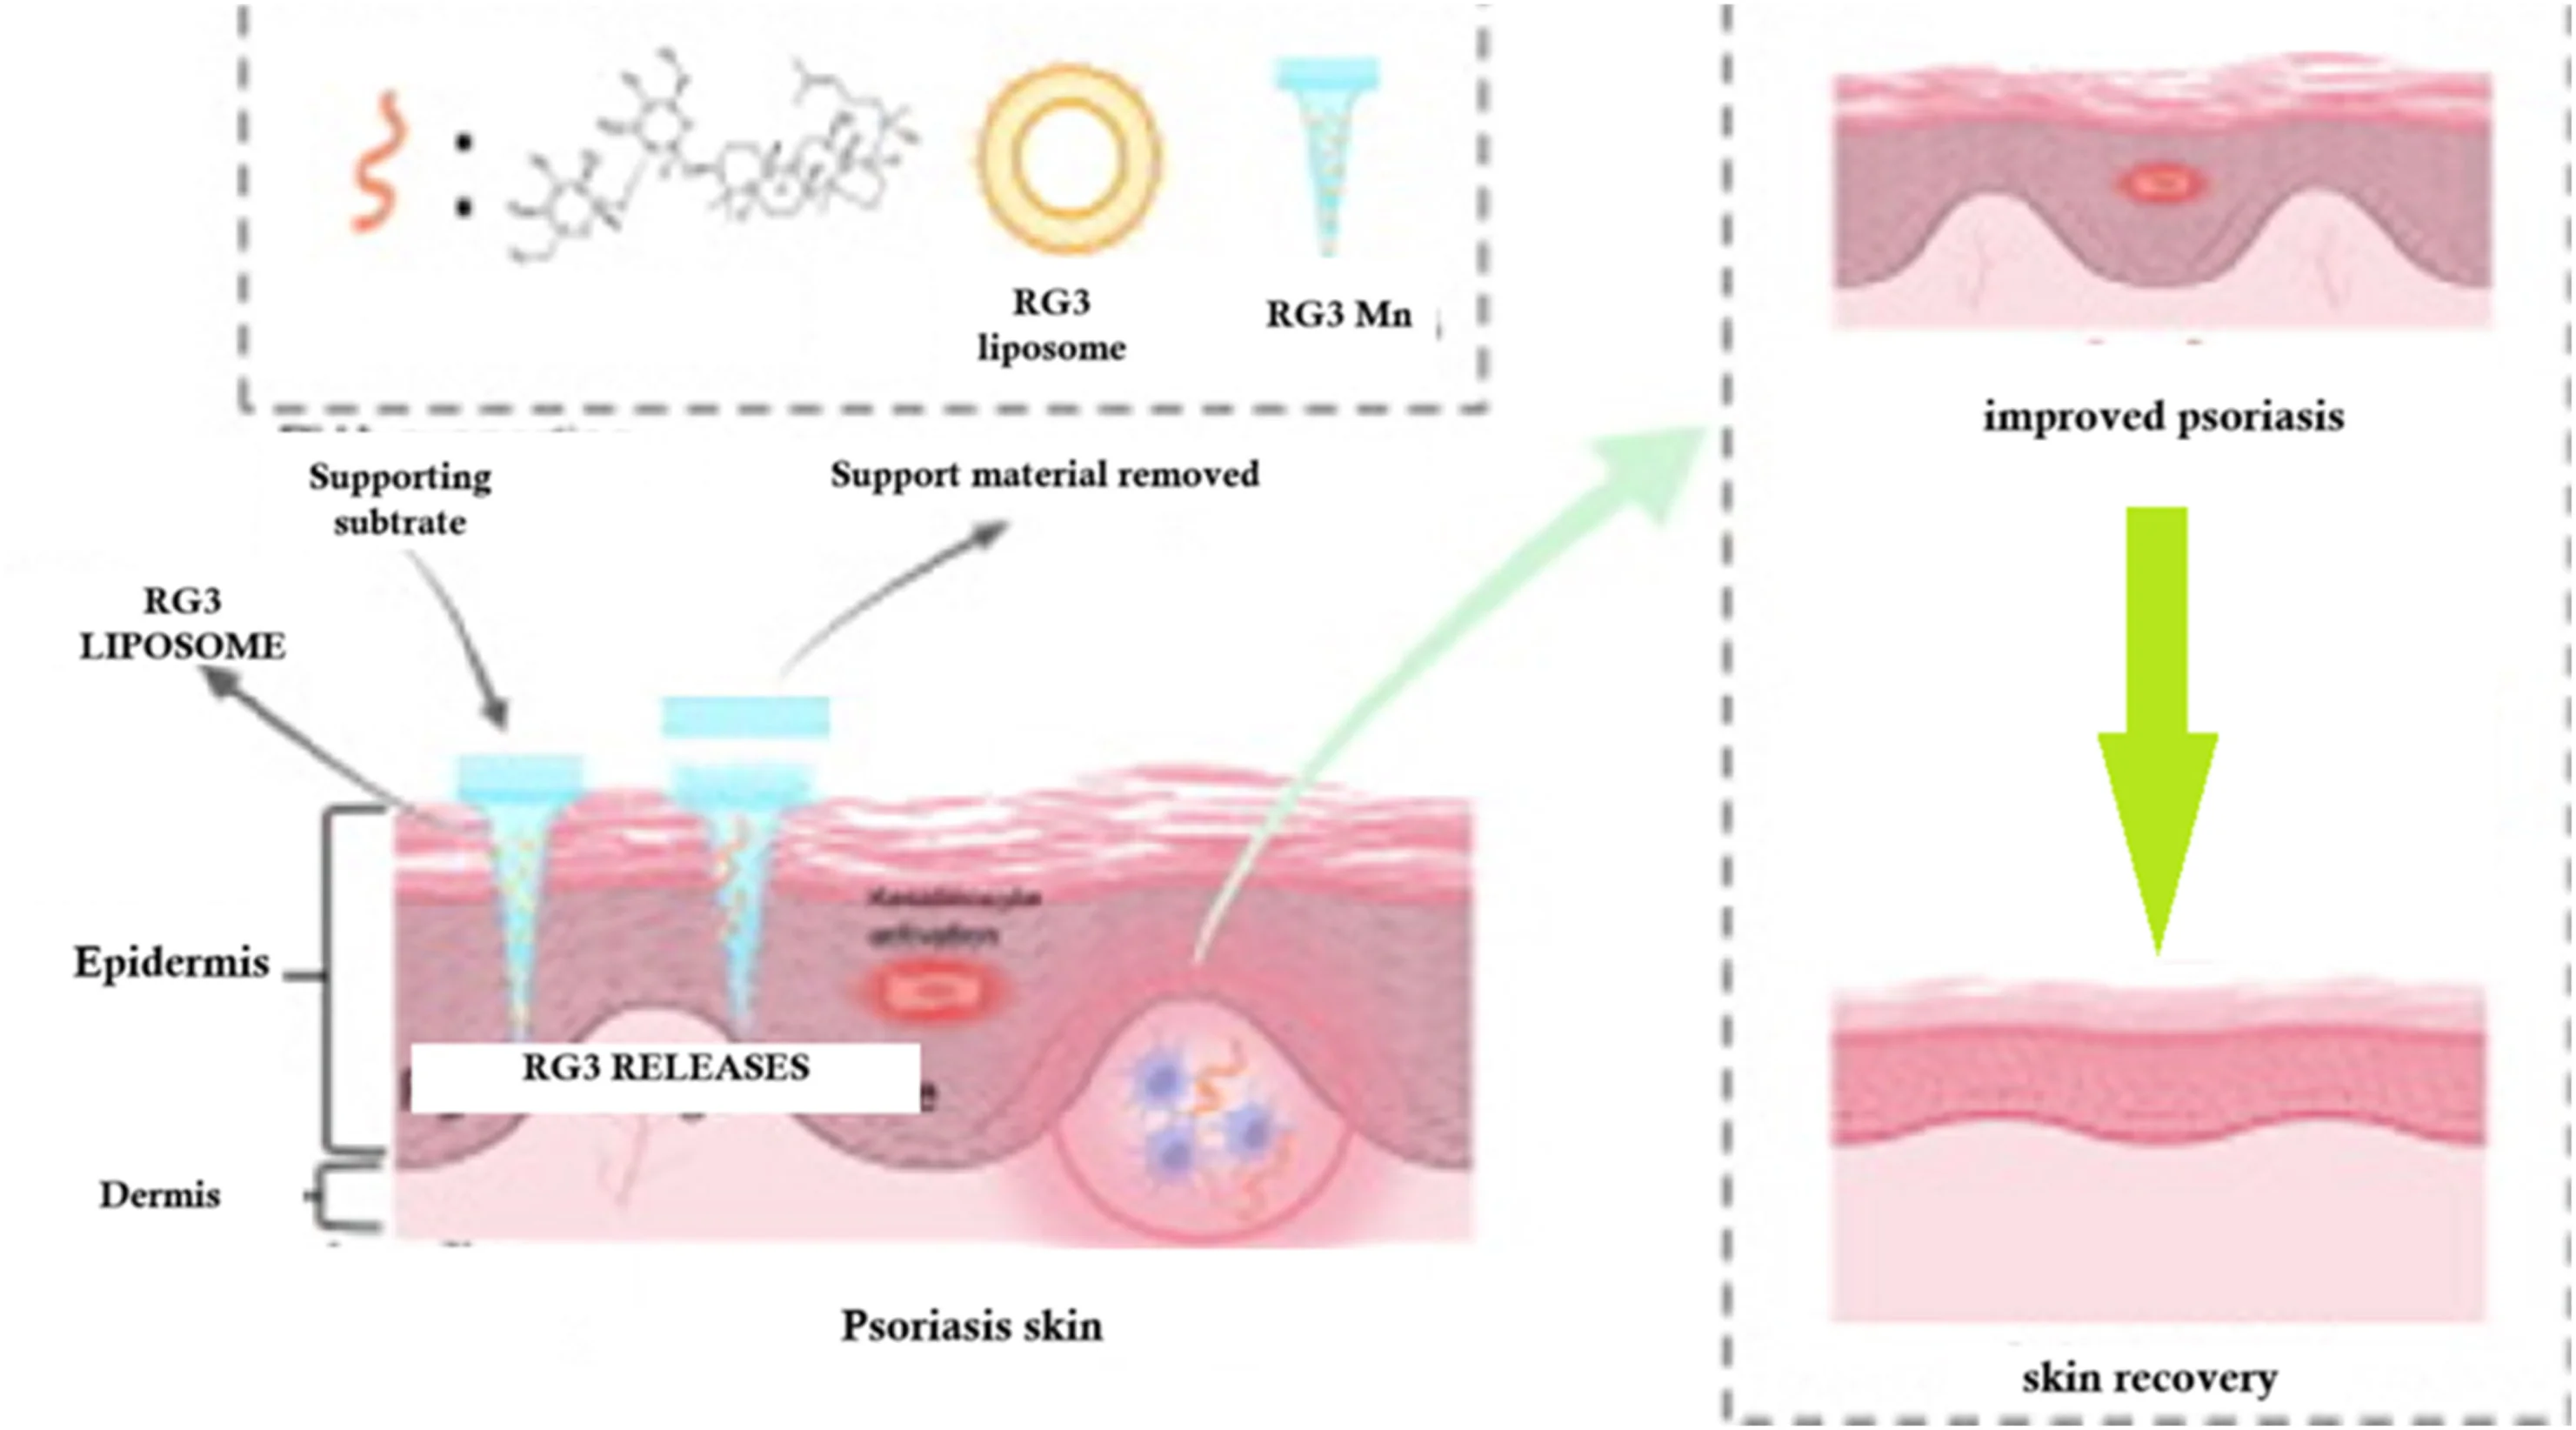 :
RG3
liposome
RG3 Mn
Supporting
subtrate
Support material removed
RG3
LIPOSOME
Epidermis
RG3 RELEASES
Dermis
Psoriasis skin
improved psoriasis
skin recovery